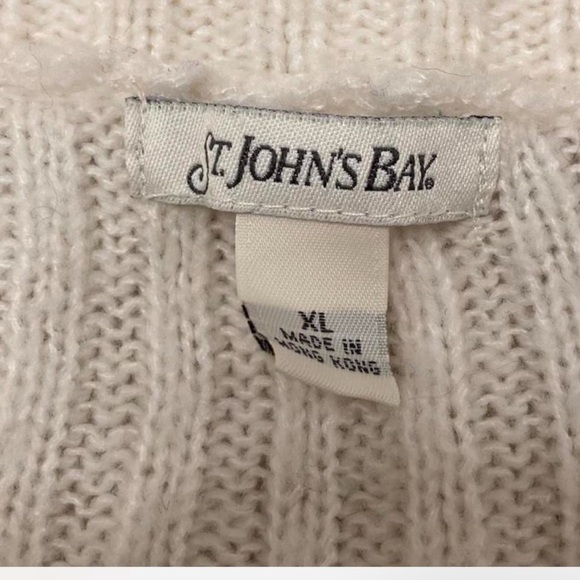 ST. JOHN'S BAY®
XL
MADE IN
HONG KONG